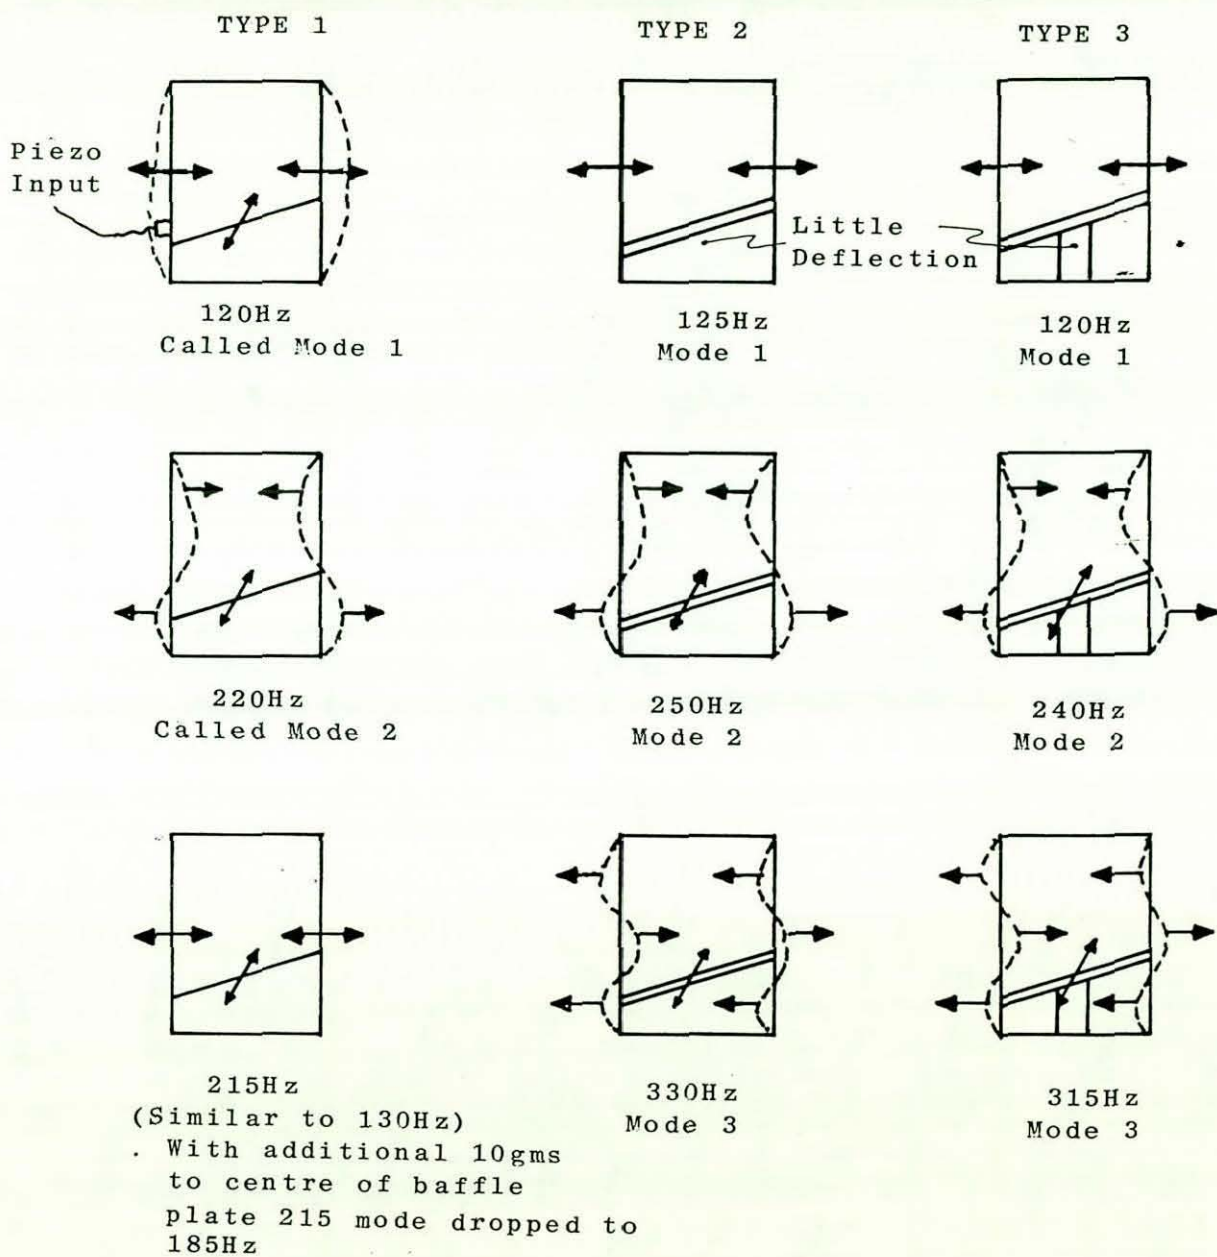 TYPE 1
TYPE 2
TYPE 3
Piezo
Input
Little
Deflection
120Hz
Called Mode 1
125Hz
Mode 1
120Hz
Mode 1
220Hz
Called Mode 2
250Hz
Mode 2
240Hz
Mode 2
215Hz
(Similar to 130Hz)
. With additional 10gms
to centre of baffle
plate 215 mode dropped to
185Hz
330Hz
Mode 3
315Hz
Mode 3